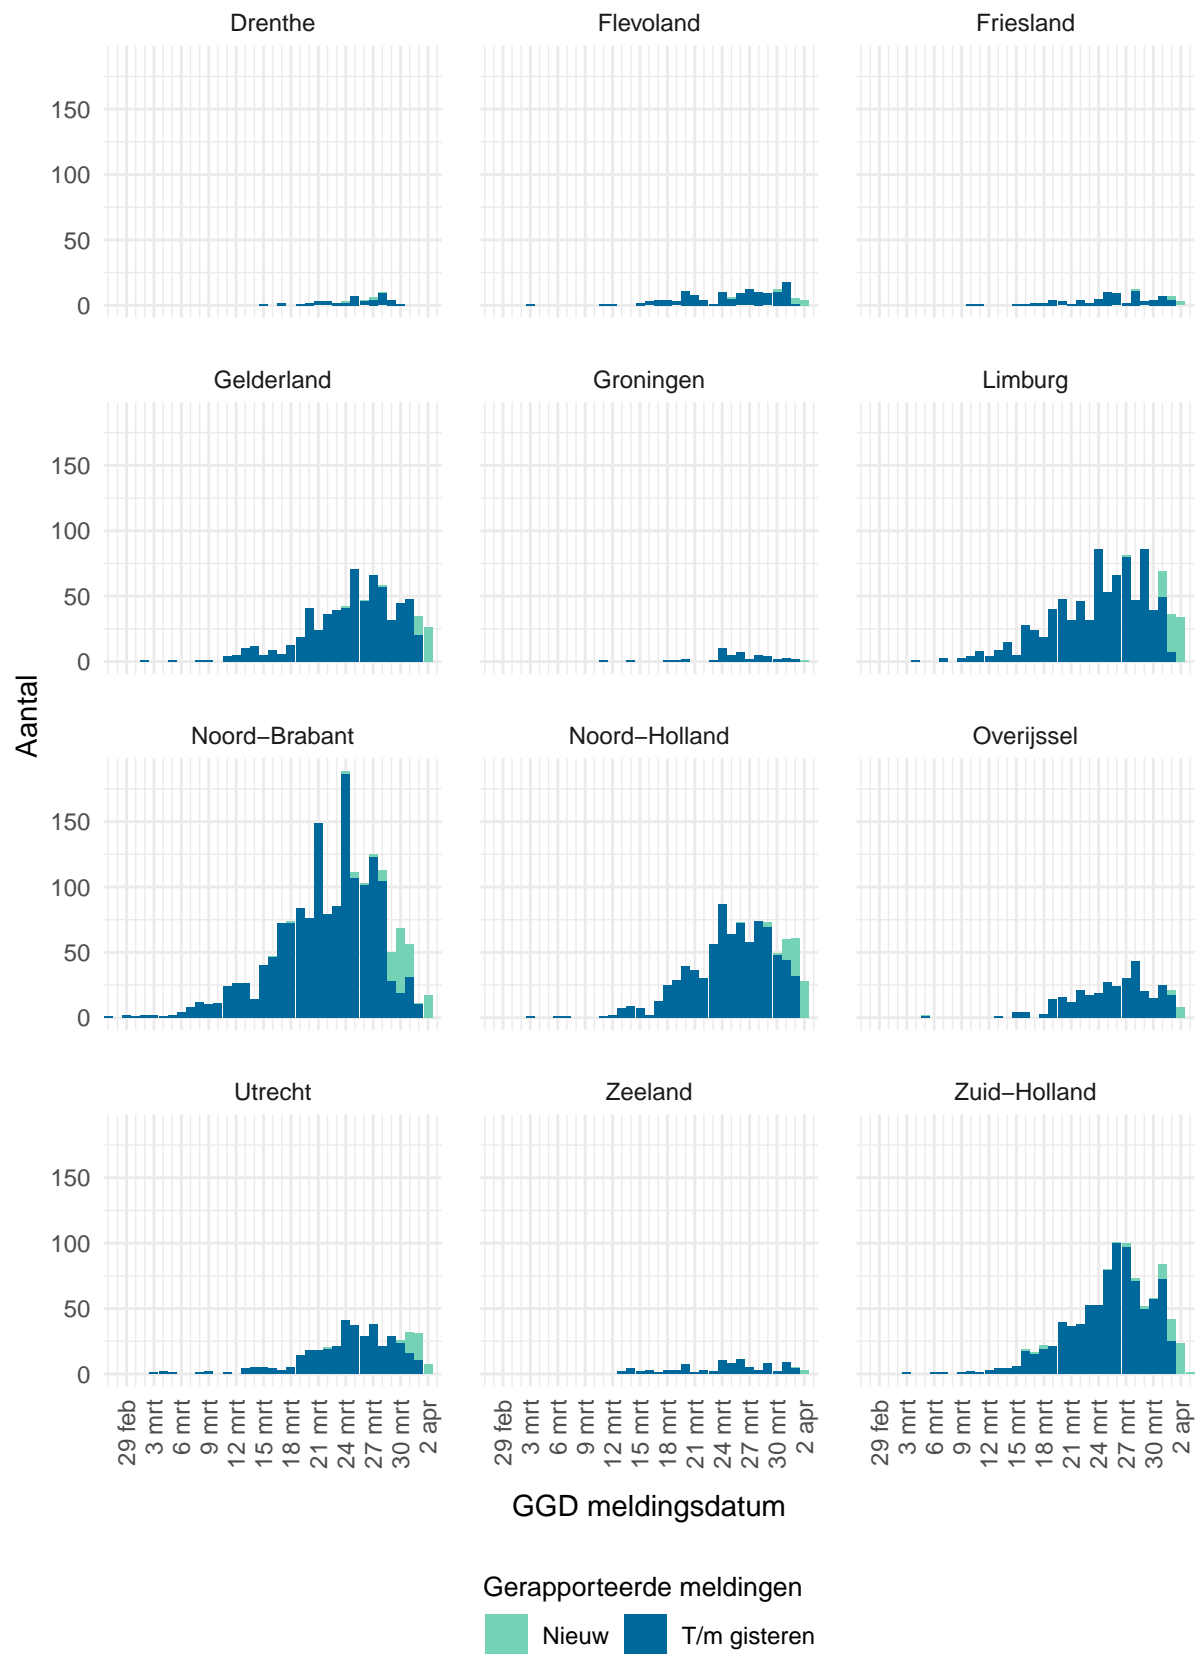 Drenthe Flevoland Friesland
150
100
50
0
Gelderland Groningen Limburg
150
100
50
0
Aantal
Noord−Brabant Noord−Holland Overijssel
150
100
50
0
Utrecht Zeeland Zuid−Holland
150
100
50
0
29 feb 3 mrt 6 mrt 9 mrt 12 mrt 15 mrt 18 mrt 21 mrt 24 mrt 27 mrt 30 mrt 2 apr 29 feb 3 mrt 6 mrt 9 mrt 12 mrt 15 mrt 18 mrt 21 mrt 24 mrt 27 mrt 30 mrt 2 apr 29 feb 3 mrt 6 mrt 9 mrt 12 mrt 15 mrt 18 mrt 21 mrt 24 mrt 27 mrt 30 mrt 2 apr
GGD meldingsdatum
Gerapporteerde meldingen
Nieuw T/m gisteren